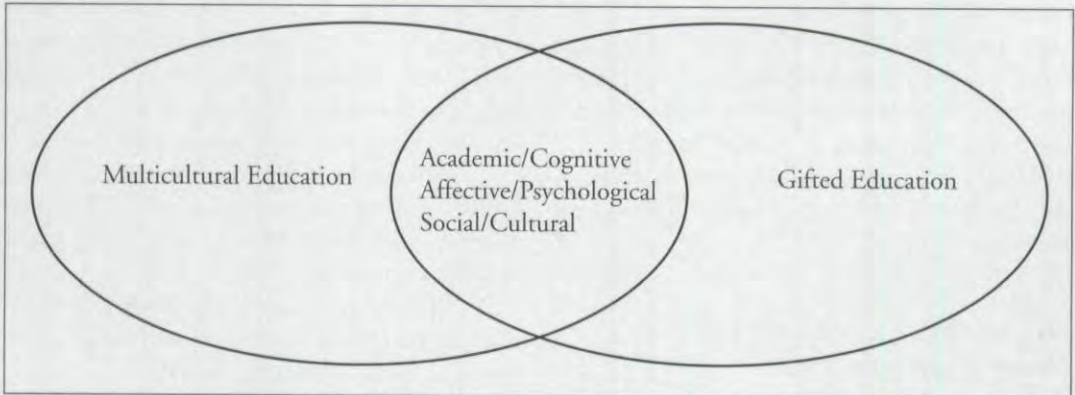 Multicultural Education
Academic/Cognitive
Affective/Psychological
Social/Cultural
Gifted Education